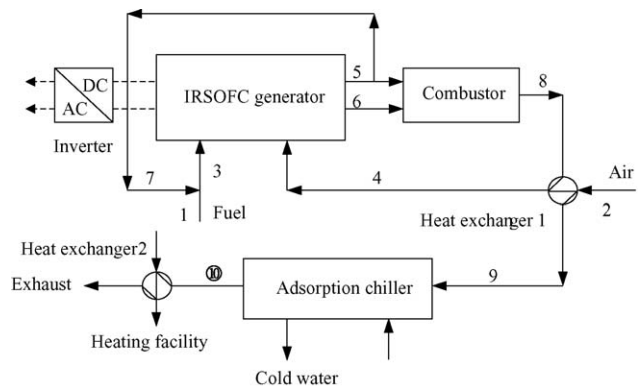 5
DC
AC
IRSOFC generator
6
Combustor
8
Inverter
3
7
1
Fuel
4
Air
2
Heat exchanger 1
Heat exchanger2
⑩
Exhaust
Adsorption chiller
9
Heating facility
Cold water